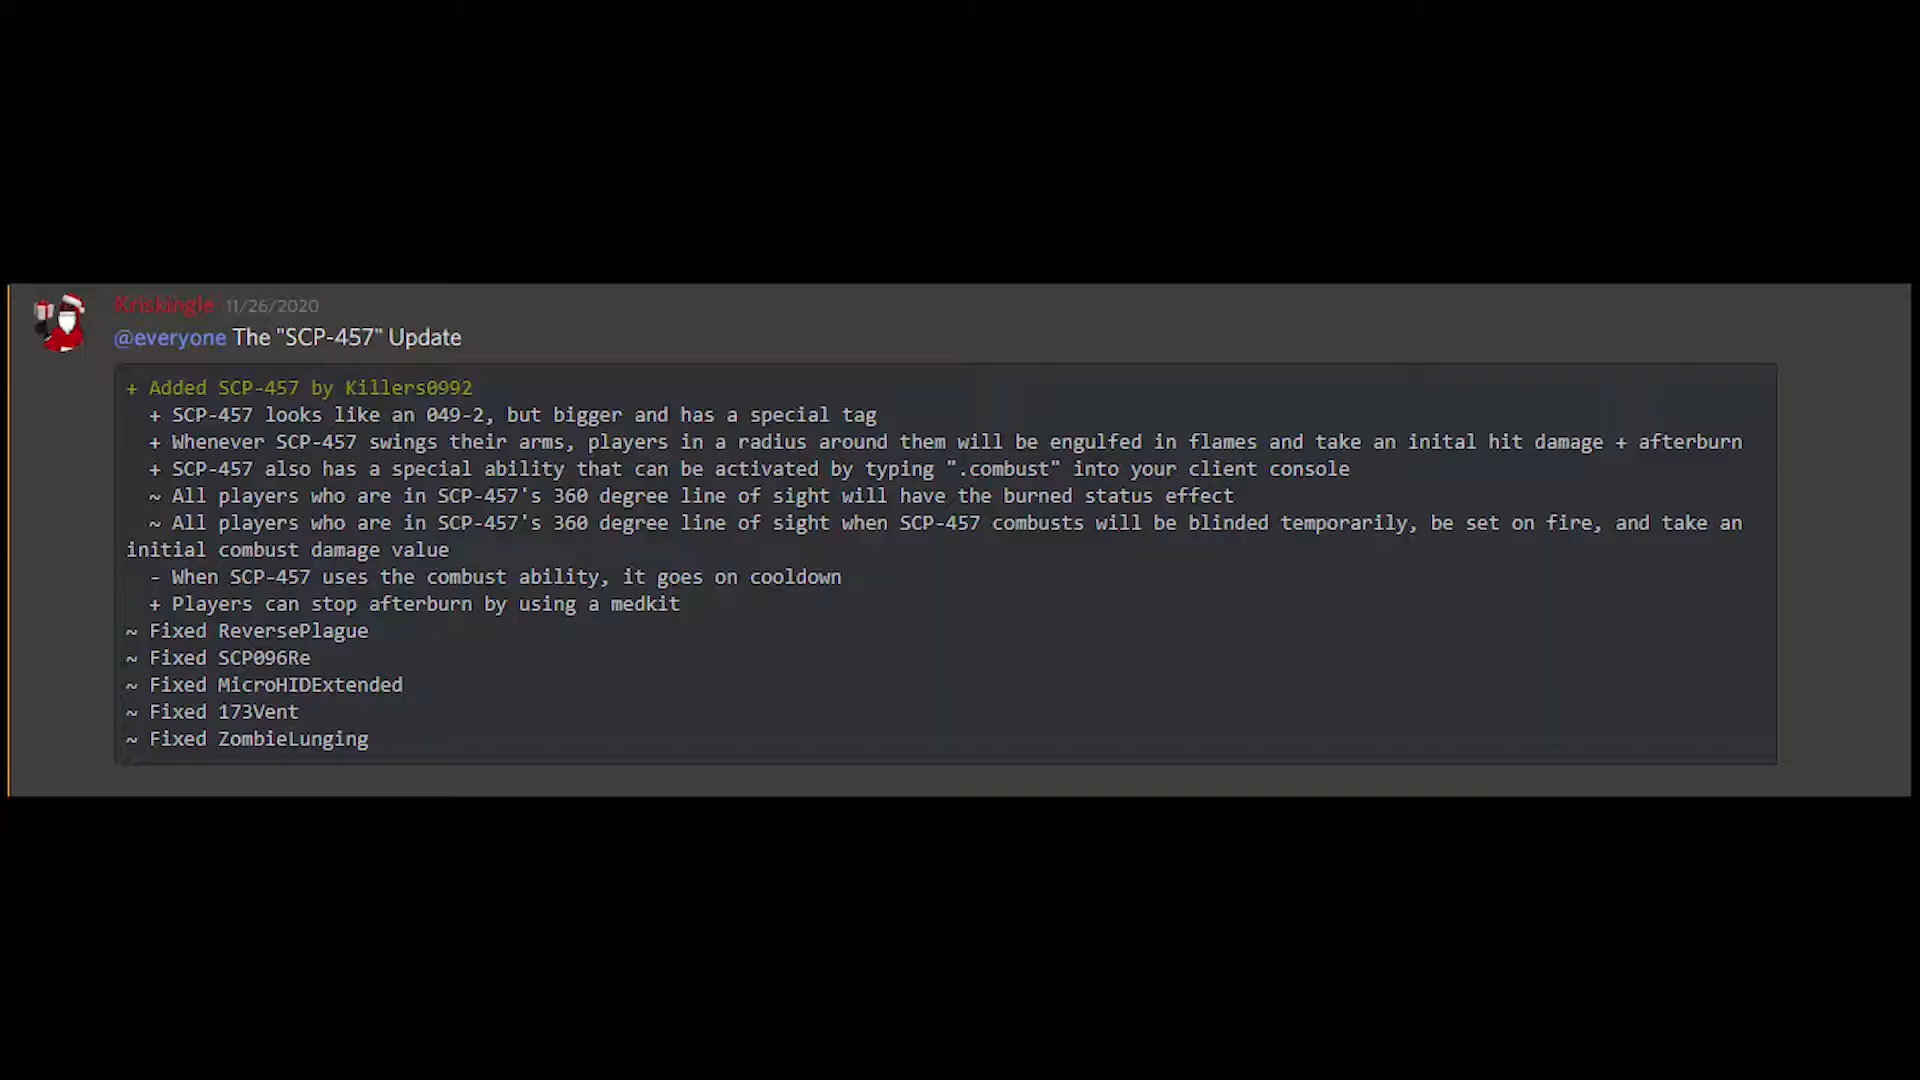 Kriskingle 11/26/2020
@everyone The "SCP-457" Update
+ Added SCP-457 by Killers0992
+ SCP-457 looks like an 049-2, but bigger and has a special tag
+ Whenever SCP-457 swings their arms, players in a radius around them will be engulfed in flames and take an inital hit damage + afterburn
+ SCP-457 also has a special ability that can be activated by typing ".combust" into your client console
~ All players who are in SCP-457's 360 degree line of sight will have the burned status effect
~ All players who are in SCP-457's 360 degree line of sight when SCP-457 combusts will be blinded temporarily, be set on fire, and take an
initial combust damage value
- When SCP-457 uses the combust ability, it goes on cooldown
+ Players can stop afterburn by using a medkit
~ Fixed ReversePlague
~ Fixed SCP096Re
~ Fixed MicroHIDExtended
~ Fixed 173Vent
~ Fixed ZombieLunging